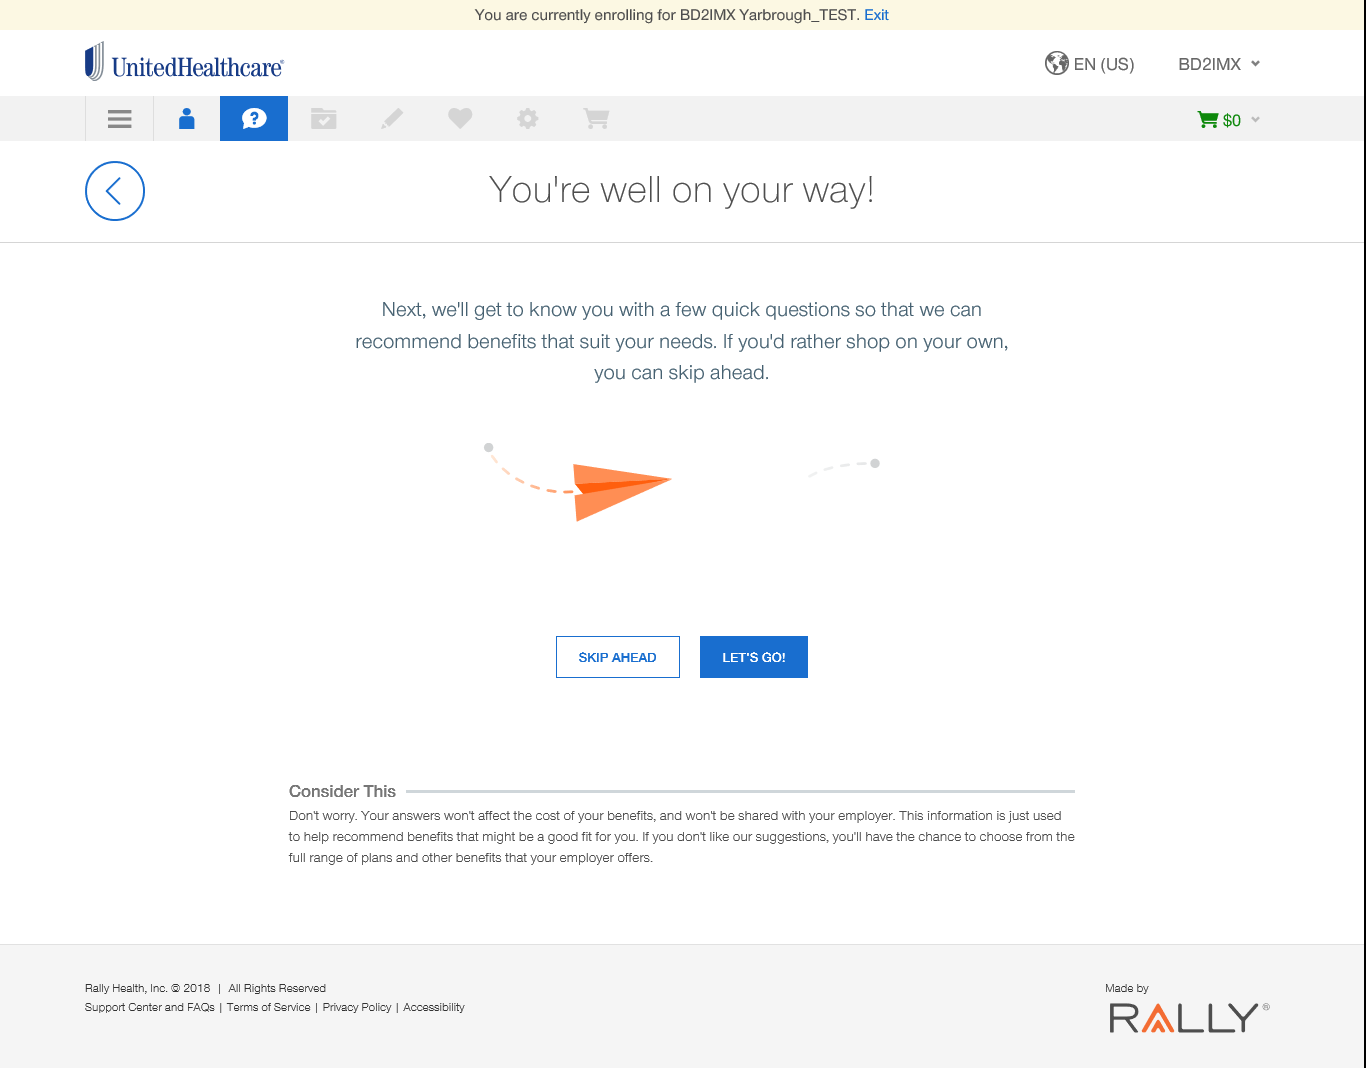 You are currently enrolling for BD2IMX Yarbrough_TEST. Exit
UnitedHealthcare®
EN (US)
BD2IMX
?
$0
You're well on your way!
Next, we'll get to know you with a few quick questions so that we can
recommend benefits that suit your needs. If you'd rather shop on your own,
you can skip ahead.
SKIP AHEAD
LET'S GO!
Consider This
Don't worry. Your answers won't affect the cost of your benefits, and won't be shared with your employer. This information is just used
to help recommend benefits that might be a good fit for you. If you don't like our suggestions, you'll have the chance to choose from the
full range of plans and other benefits that your employer offers.
Rally Health, Inc. © 2018 | All Rights Reserved
Support Center and FAQs | Terms of Service | Privacy Policy | Accessibility
Made by
RALLY®